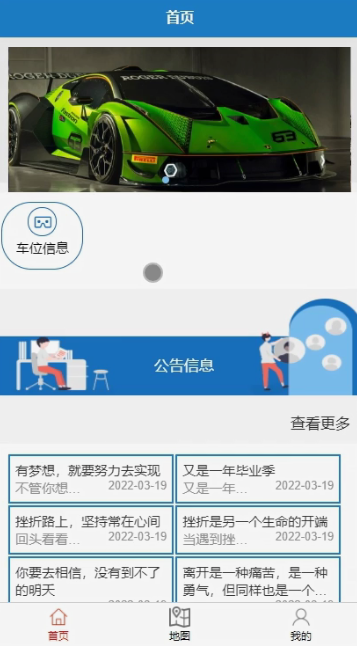 首页
ROGER DUBUIS
63
车位信息
公告信息
查看更多
有梦想，就要努力去实现
不管你想... 2022-03-19
又是一年毕业季
又是一年... 2022-03-19
挫折路上，坚持常在心间
回头看看... 2022-03-19
挫折是另一个生命的开端
当遇到挫... 2022-03-19
你要去相信，没有到不了
的明天
离开是一种痛苦，是一种
勇气，但同样也是一个...
首页
地图
我的